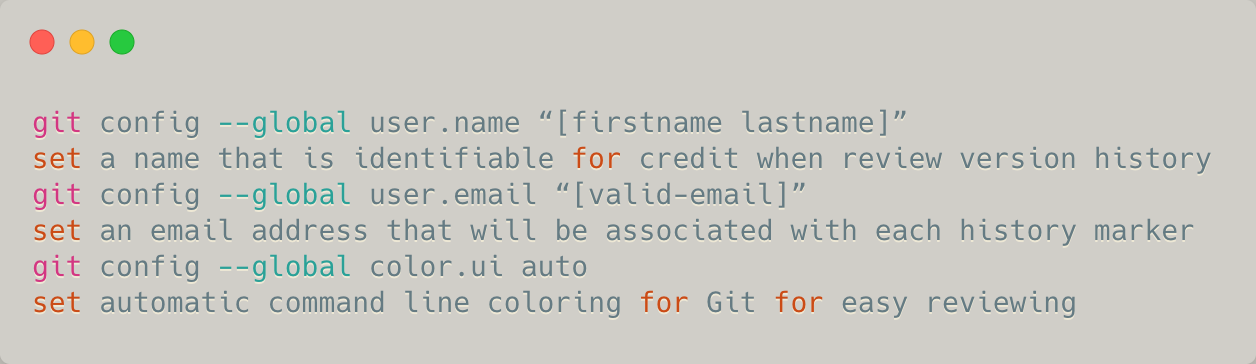 git config --global user.name “[firstname lastname]”
set a name that is identifiable for credit when review version history
git config --global user.email “[valid-email]”
set an email address that will be associated with each history marker
git config --global color.ui auto
set automatic command line coloring for Git for easy reviewing